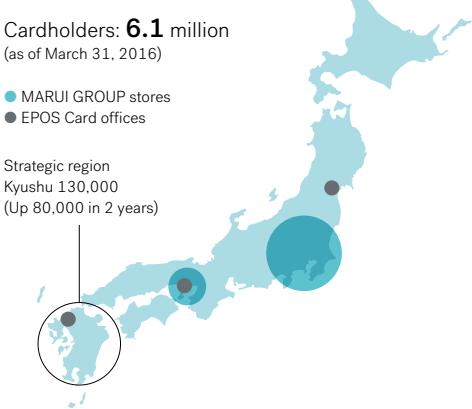 Cardholders: 6.1 million
(as of March 31, 2016)
MARUI GROUP stores
EPOS Card offices
Strategic region
Kyushu 130,000
(Up 80,000 in 2 years)